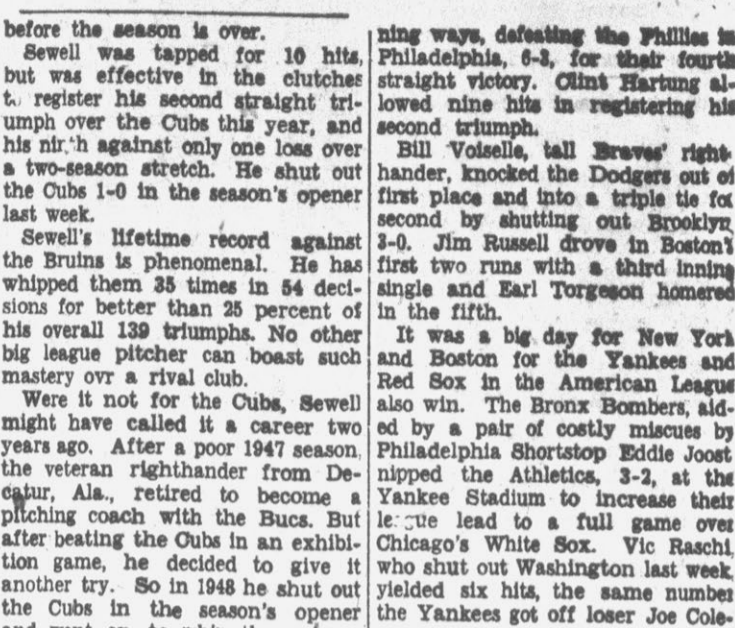 before the season is over.
Sewell was tapped for 10 hits,
but was effective in the clutches
to register his second straight tri-
umph over the Cubs this year, and
his ninth against only one loss over
a two-season stretch. He shut out
the Cubs 1-0 in the season's opener
last week.
Sewell's lifetime record against
the Bruins is phenomenal. He has
whipped them 35 times in 54 deci-
sions for better than 25 percent of
his overall 139 triumphs. No other
big league pitcher can boast such
mastery ovr a rival club.
Were it not for the Cubs, Sewell
might have called it a career two
years ago. After a poor 1947 season,
the veteran righthander from De-
catur, Ala., retired to become a
pitching coach with the Bucs. But
after beating the Cubs in an exhibi-
tion game, he decided to give it
another try. So in 1948 he shut out
the Cubs in the season's opener
ning ways, defeating the Phillies in
Philadelphia, 6-3, for their fourth
straight victory. Clint Hartung al-
lowed nine hits in registering his
second triumph.
Bill Voiselle, tall Braves' right-
hander, knocked the Dodgers out of
first place and into a triple tie for
second by shutting out Brooklyn,
3-0. Jim Russell drove in Boston's
first two runs with a third inning
single and Earl Torgeson homered
in the fifth.
It was a big day for New York
and Boston for the Yankees and
Red Sox in the American League
also win. The Bronx Bombers, aid-
ed by a pair of costly miscues by
Philadelphia Shortstop Eddie Joost
nipped the Athletics, 3-2, at the
Yankee Stadium to increase their
league lead to a full game over
Chicago's White Sox. Vic Raschi,
who shut out Washington last week,
yielded six hits, the same number
the Yankees got off loser Joe Cole-